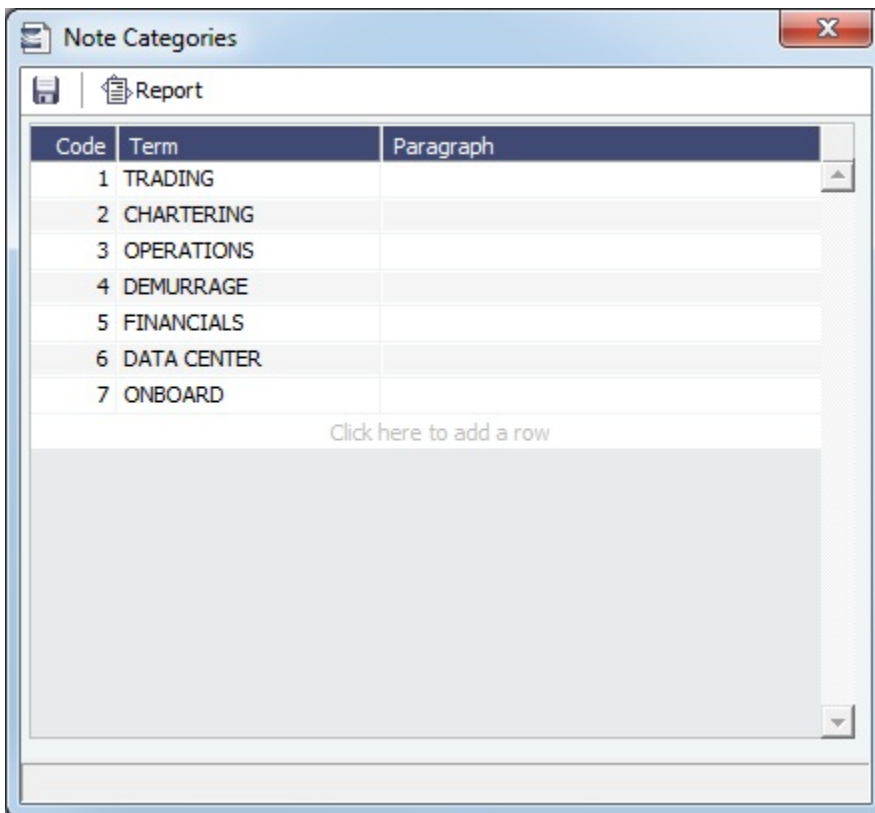 Note Categories
Report
Code Term Paragraph
1 TRADING
2 CHARTERING
3 OPERATIONS
4 DEMURRAGE
5 FINANCIALS
6 DATA CENTER
7 ONBOARD
Click here to add a row